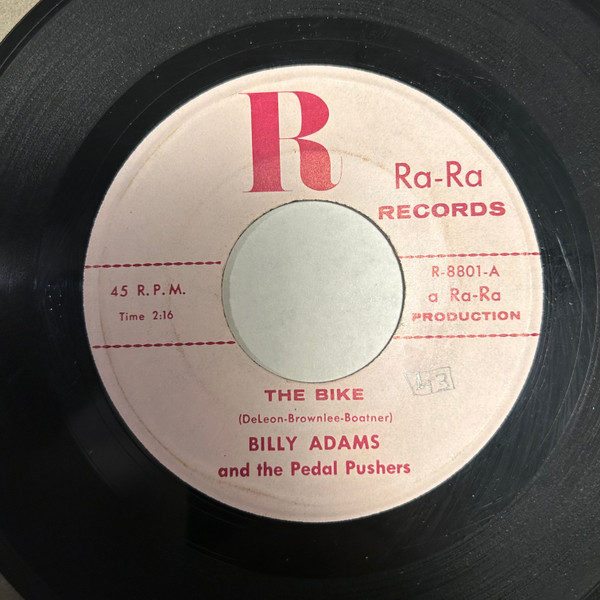 R
Ra-Ra
RECORDS
45 R.P.M.
Time 2:16
R-8801-A
a Ra-Ra
PRODUCTION
THE BIKE
(DeLeon-Brownlee-Boatner)
BILLY ADAMS
and the Pedal Pushers